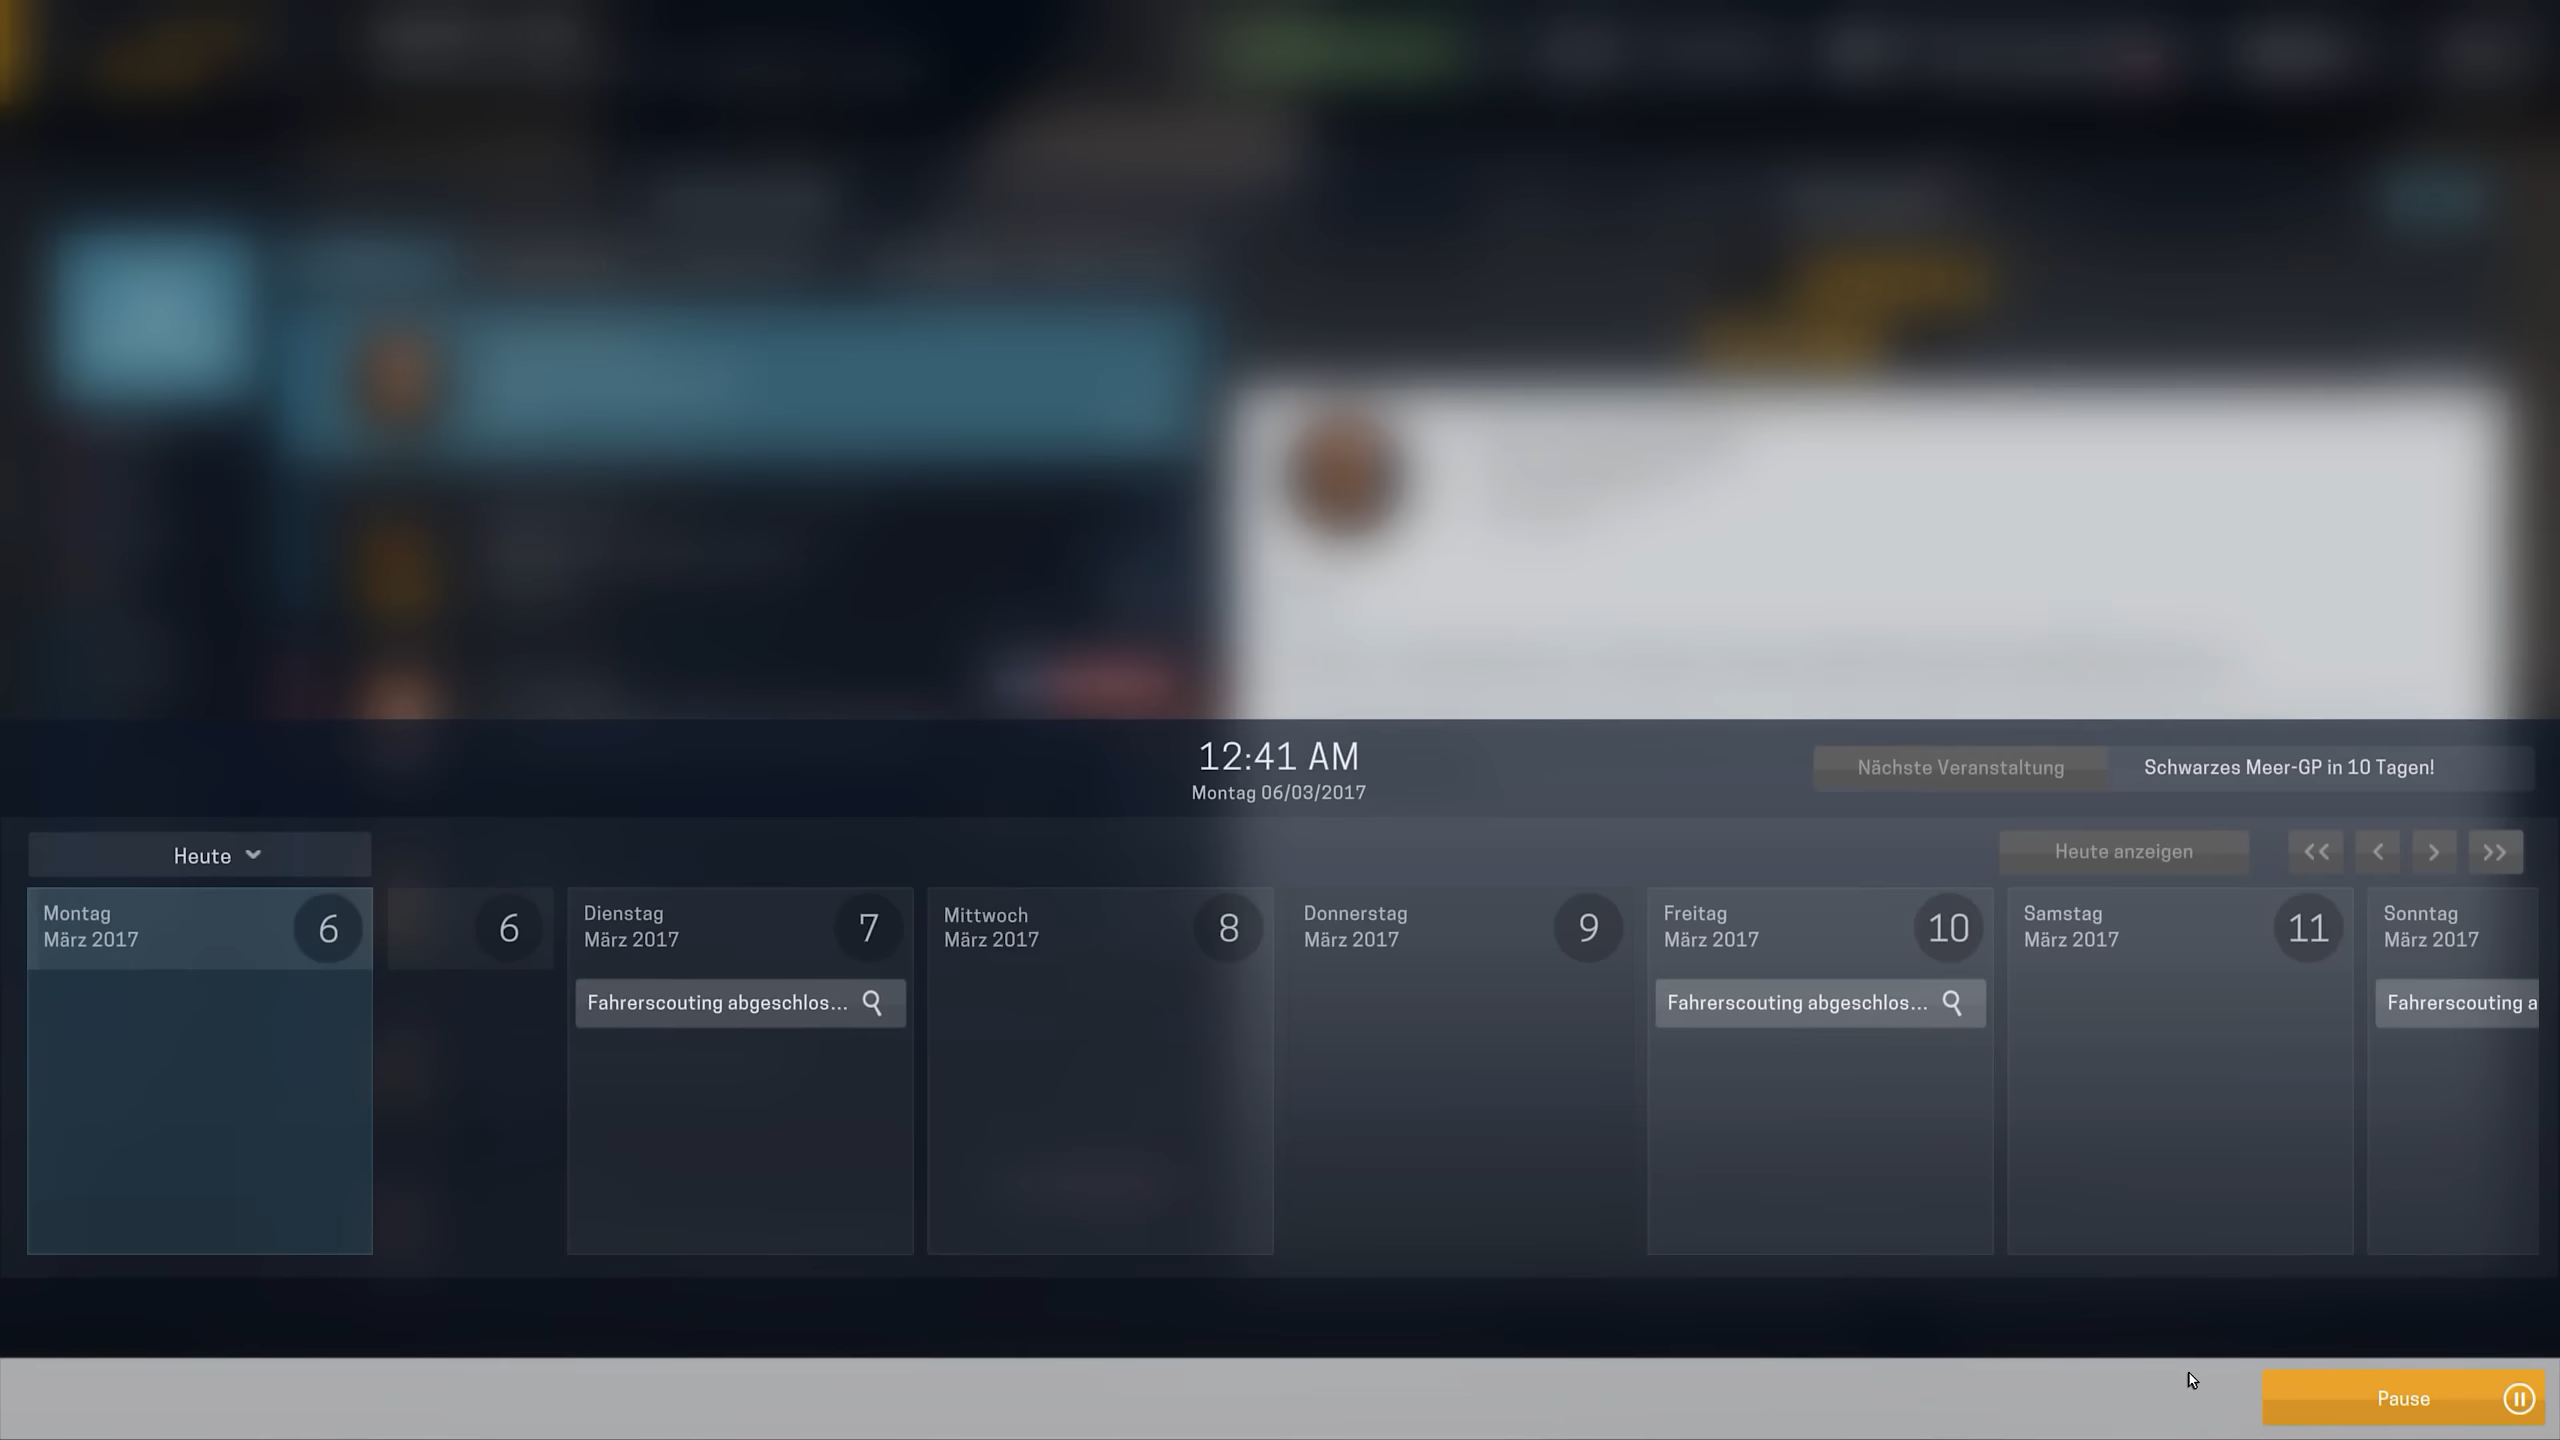 12:41 AM
Montag 06/03/2017
Nächste Veranstaltung
Schwarzes Meer-GP in 10 Tagen!
Heute
Heute anzeigen
Montag
März 2017
6
6
Dienstag
März 2017
7
Fahrerscouting abgeschlos...
Mittwoch
März 2017
8
Donnerstag
März 2017
9
Freitag
März 2017
10
Fahrerscouting abgeschlos...
Samstag
März 2017
11
Sonntag
März 2017
Fahrerscouting a
Pause